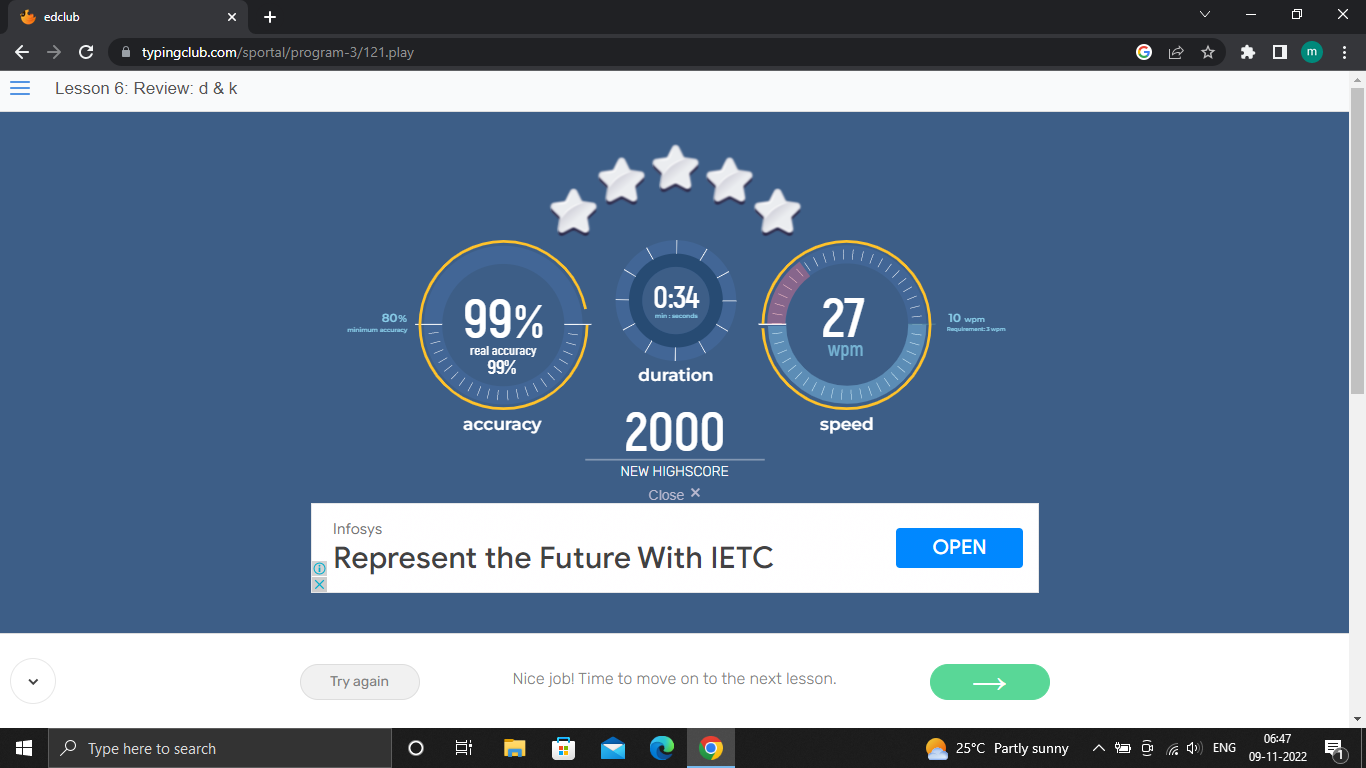 edclub
typingclub.com/sportal/program-3/121.play
m
Lesson 6: Review: d & k
80%
minimum accuracy
99%
real accuracy
99%
accuracy
0:34
min : seconds
duration
27
wpm
speed
10 wpm
Requirement: 3 wpm
2000
NEW HIGHSCORE
Close ×
Infosys
Represent the Future With IETC
OPEN
Try again
Nice job! Time to move on to the next lesson.
Type here to search
25°C Partly sunny
ENG
06:47
09-11-2022
1